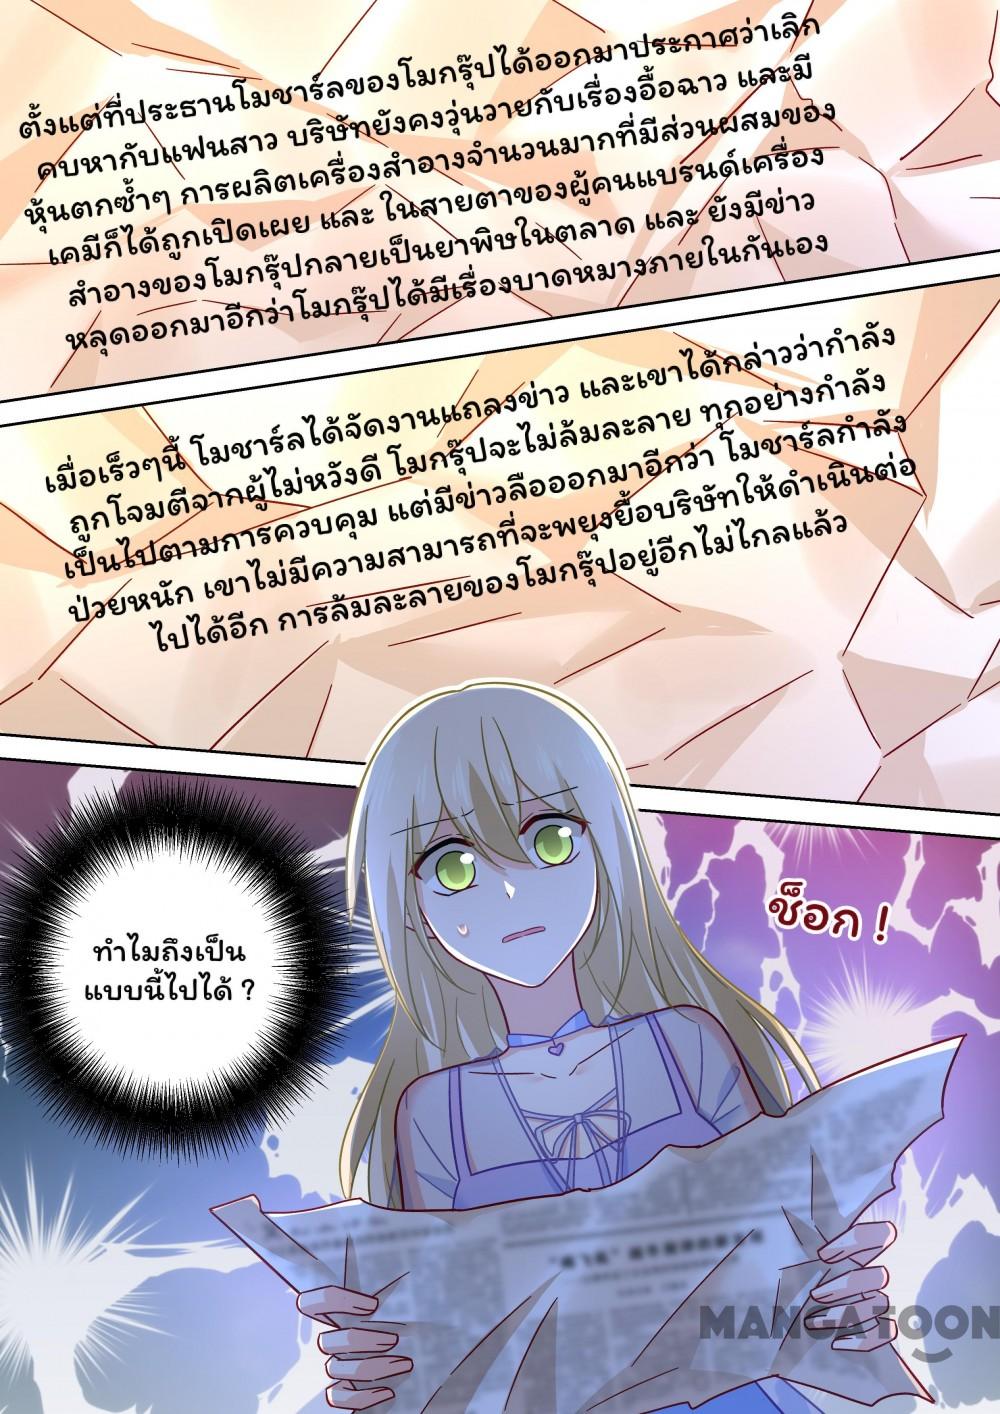 ตั้งแต่ที่ประธานโมชาร์ลของโมกรุ๊ปได้ออกมาประกาศว่าเลิก
คบหากับแฟนสาว บริษัทยังคงวุ่นวายกับเรื่องอื้อฉาว และมี
หุ้นตกซ้ำๆ การผลิตเครื่องสำอางจำนวนมากที่มีส่วนผสมของ
เคมีก็ได้ถูกเปิดเผย และ ในสายตาของผู้คนแบรนด์เครื่อง
สำอางของโมกรุ๊ปกลายเป็นยาพิษในตลาด และ ยังมีข่าว
หลุดออกมาอีกว่าโมกรุ๊ปได้มีเรื่องบาดหมางภายในกันเอง
เมื่อเร็วๆนี้ โมชาร์ลได้จัดงานแถลงข่าว และเขาได้กล่าวว่ากำลัง
ถูกโจมตีจากผู้ไม่หวังดี โมกรุ๊ปจะไม่ล้มละลาย ทุกอย่างกำลัง
เป็นไปตามการควบคุม แต่มีข่าวลือออกมาอีกว่า โมชาร์ลกำลัง
ป่วยหนัก เขาไม่มีความสามารถที่จะพยุงยื้อบริษัทให้ดำเนินต่อ
ไปได้อีก การล้มละลายของโมกรุ๊ปอยู่อีกไม่ไกลแล้ว
ช็อก !
ทำไมถึงเป็น
แบบนี้ไปได้ ?
MANGATOON